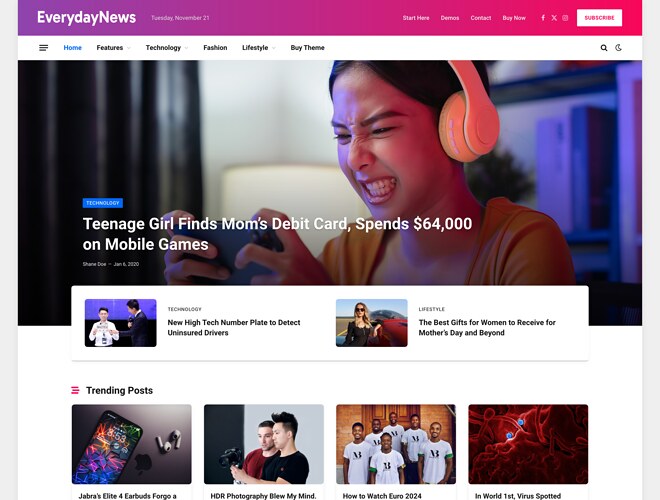 EverydayNews
Tuesday, November 21
Start Here Demos Contact Buy Now
SUBSCRIBE
Home Features Technology Fashion Lifestyle Buy Theme
TECHNOLOGY
Teenage Girl Finds Mom's Debit Card, Spends $64,000
on Mobile Games
Shane Doe – Jan 6, 2020
TECHNOLOGY
New High Tech Number Plate to Detect
Uninsured Drivers
LIFESTYLE
The Best Gifts for Women to Receive for
Mother's Day and Beyond
Trending Posts
8:53
Jabra's Elite 4 Earbuds Forgo a
HDR Photography Blew My Mind.
How to Watch Euro 2024
In World 1st, Virus Spotted